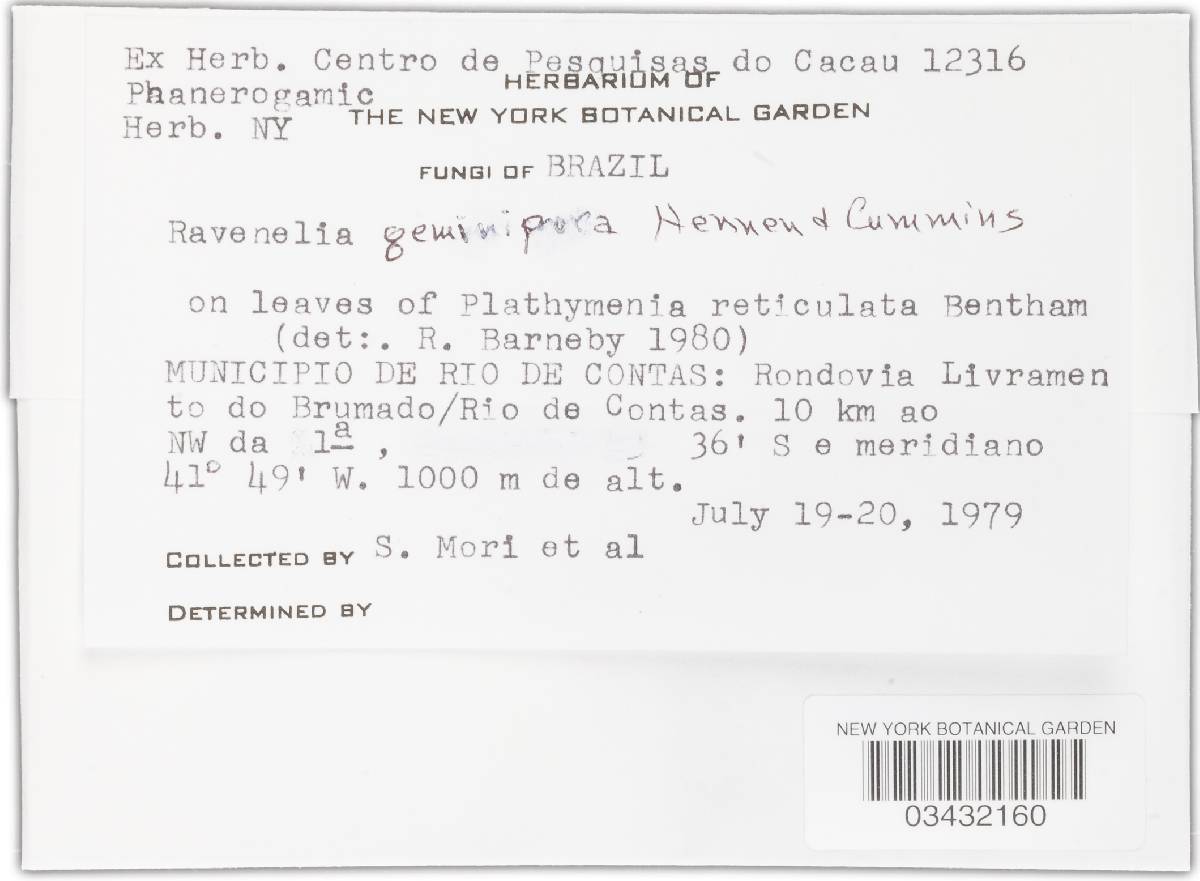 Ex Herb. Centro de Pesquisas do Cacau 12316
HERBARIUM OF
Phanerogamic
THE NEW YORK BOTANICAL GARDEN
Herb. NY
FUNGI OF BRAZIL
Ravenelia geminipora Hennen & Cummins
on leaves of Plathymenia reticulata Bentham
(det:. R. Barneby 1980)
MUNICIPIO DE RIO DE CONTAS: Rondovia Livramen
to do Brumado/Rio de Contas. 10 km ao
NW da 1ª , 36' S e meridiano
41° 49' W. 1000 m de alt.
July 19-20, 1979
COLLECTED BY S. Mori et al
DETERMINED BY
NEW YORK BOTANICAL GARDEN
03432160